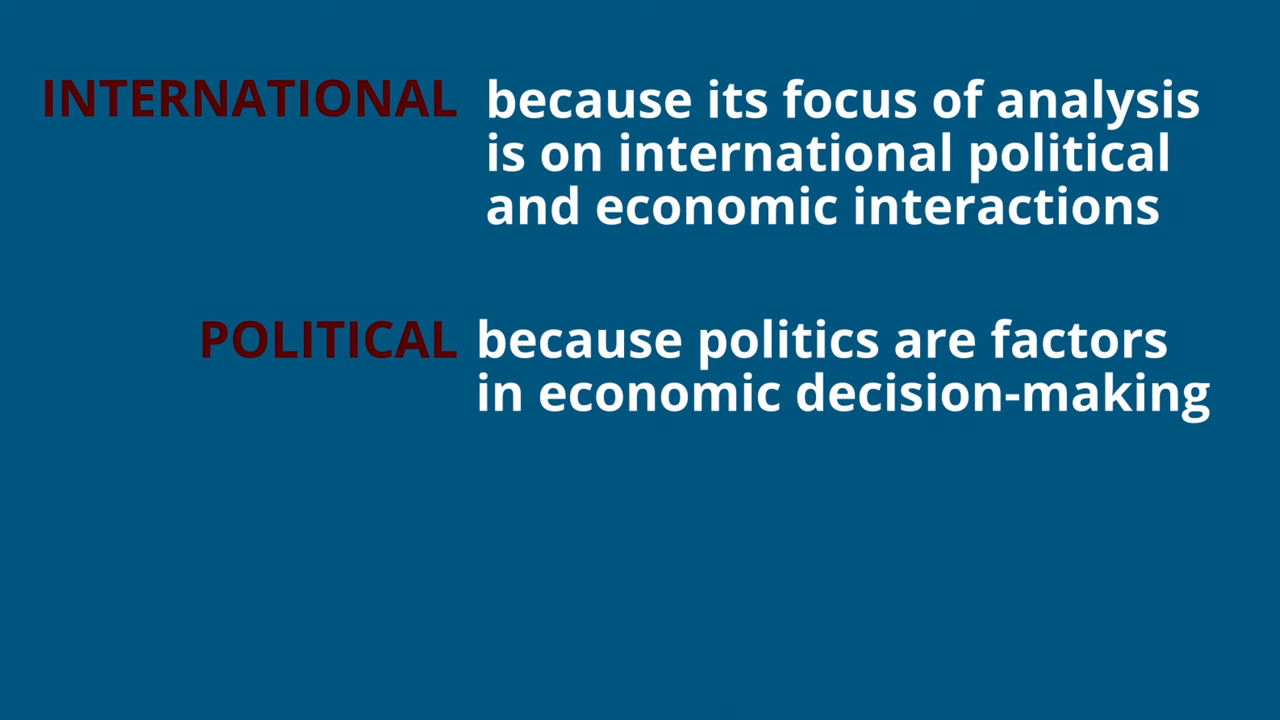 INTERNATIONAL because its focus of analysis
is on international political
and economic interactions
POLITICAL because politics are factors
in economic decision-making